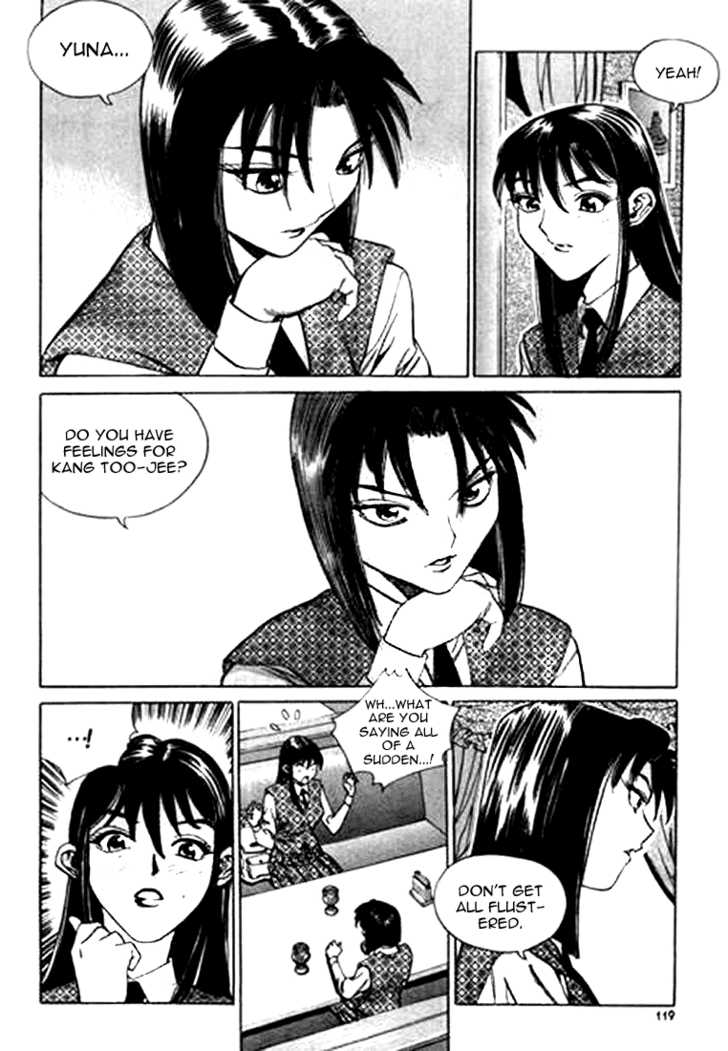 YUNA...
YEAH!
DO YOU HAVE
FEELINGS FOR
KANG TOO-JEE?
...!
WH...WHAT
ARE YOU
SAYING ALL
OF A
SUDDEN...!
DON'T GET
ALL FLUST-
ERED.
119